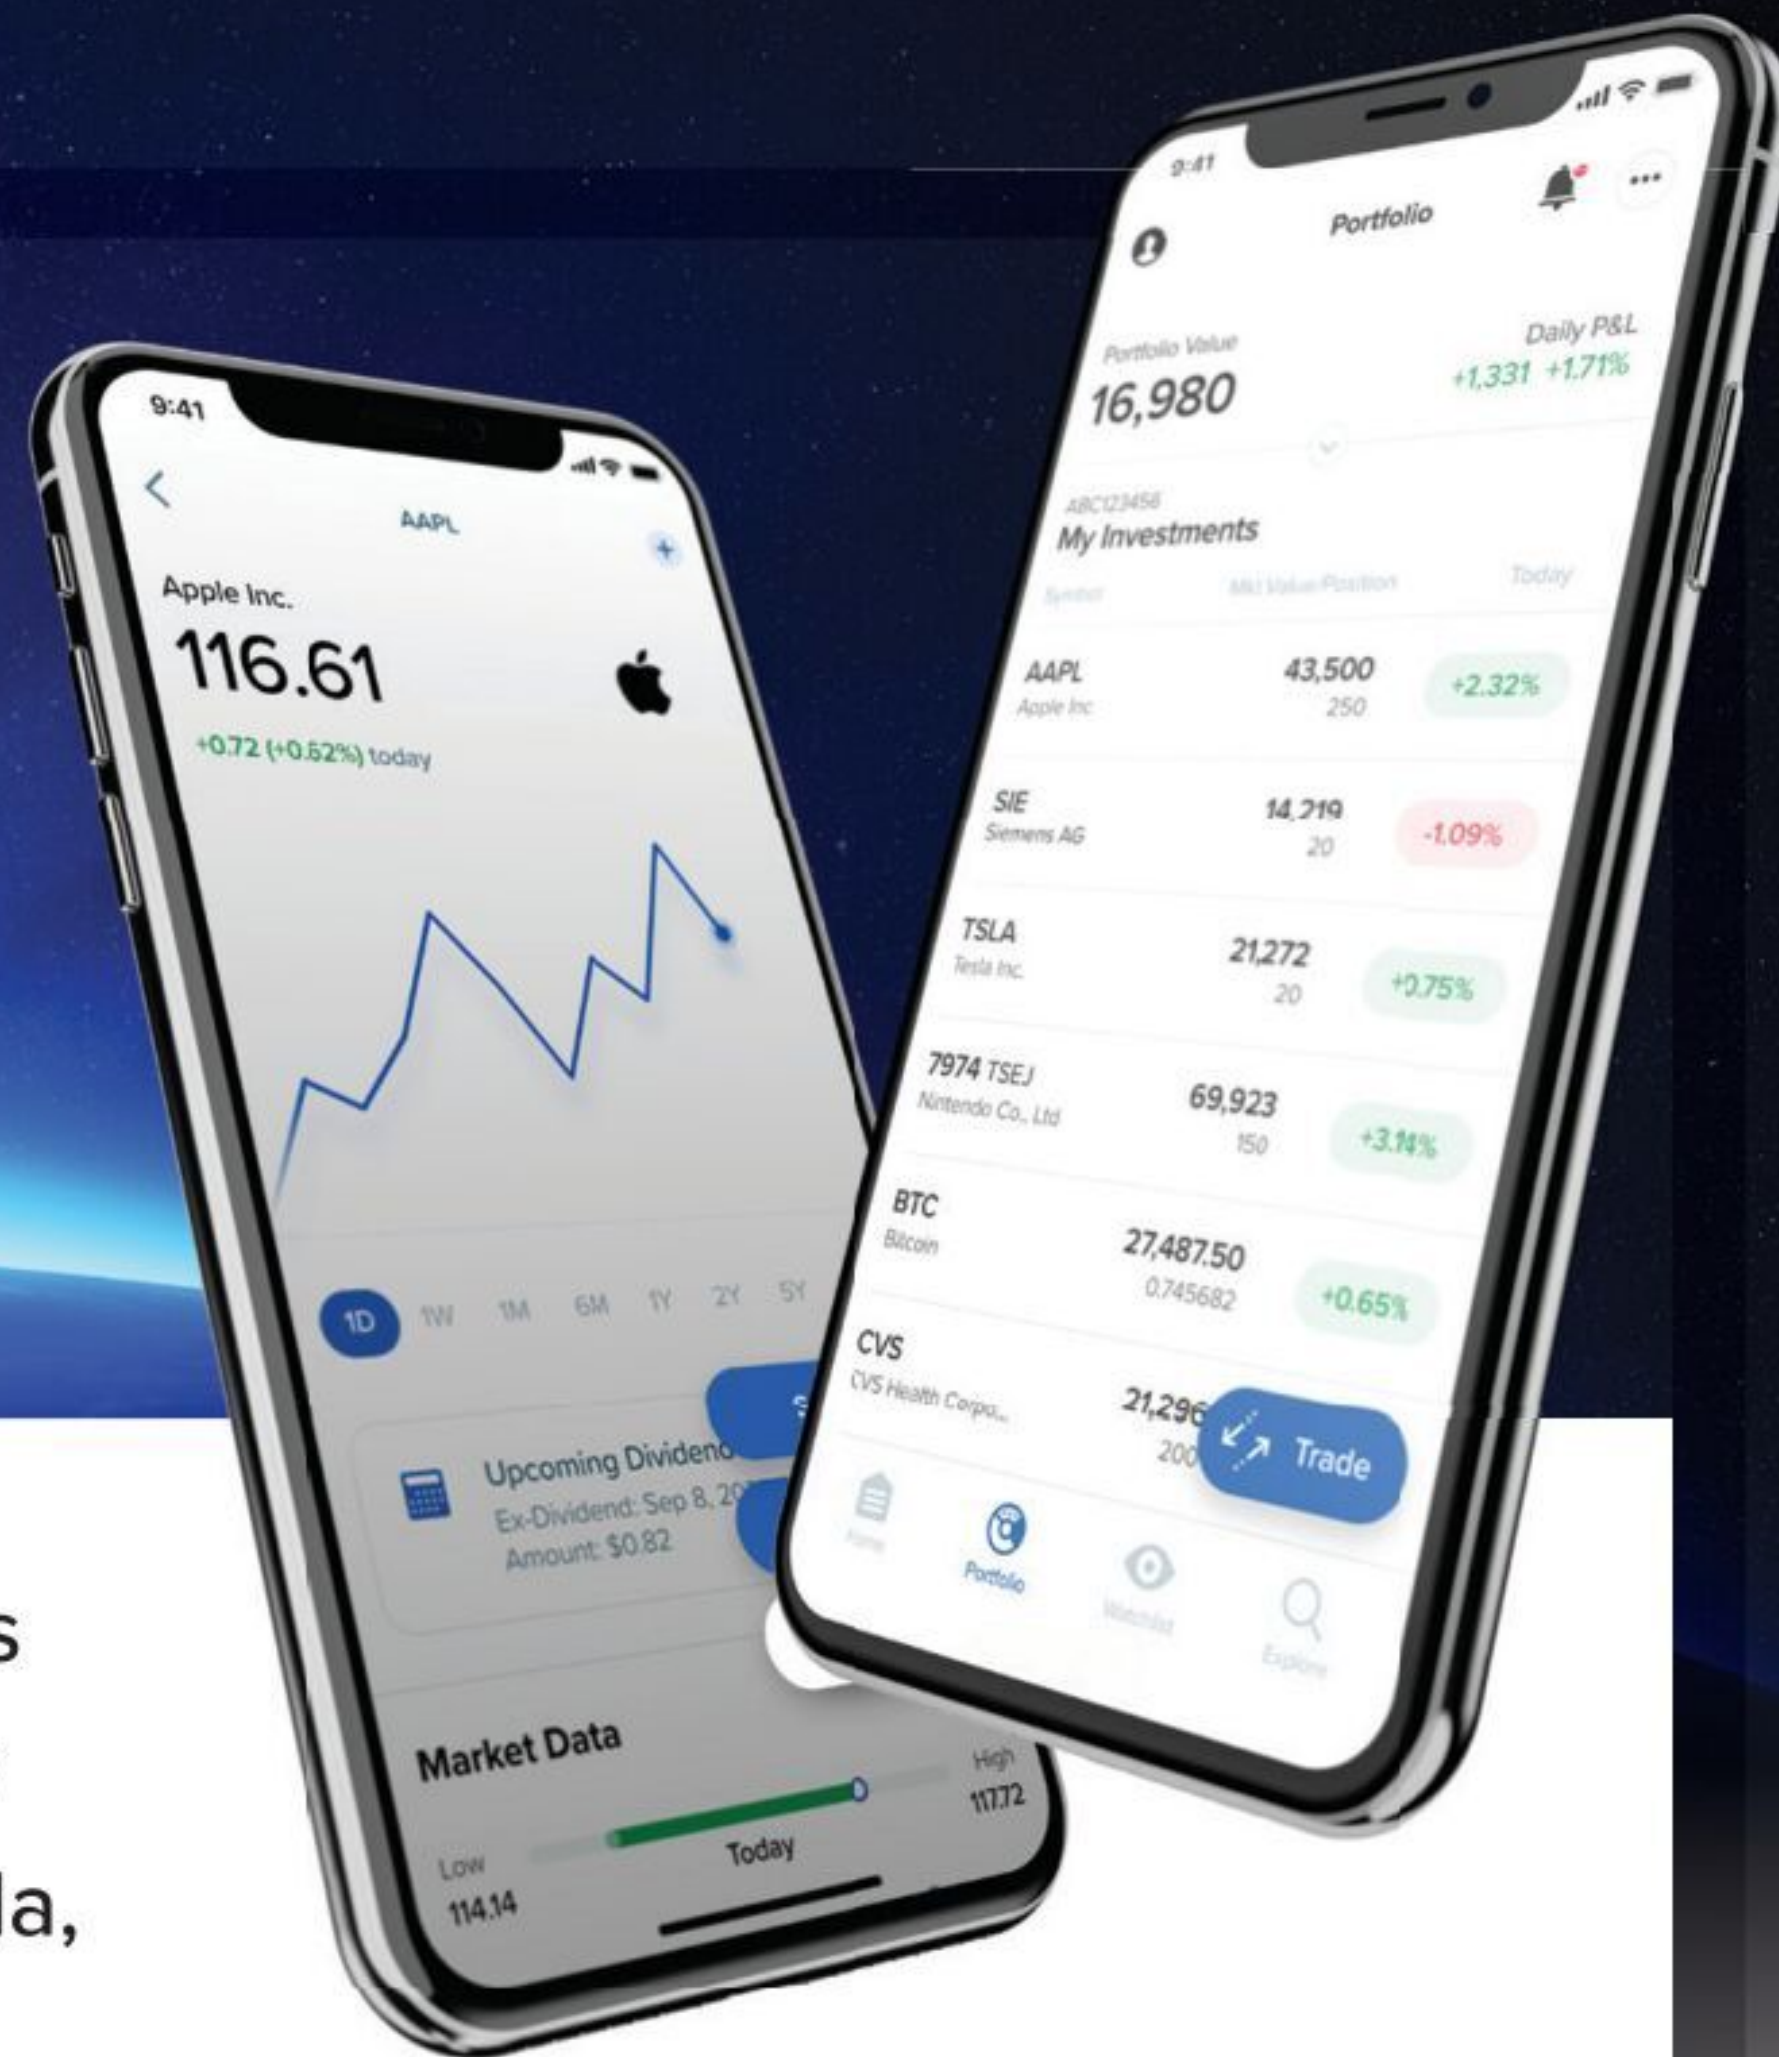 9:41
AAPL
Apple Inc.
116.61
+0.72 (+0.62%) today
1D 1W 1M 6M 1Y 2Y 5Y
Upcoming Dividend
Ex-Dividend: Sep 8,
Amount: $0.82
Market Data
Low
114.14
Today
High
117.72
9:41
Portfolio
Portfolio Value
16,980
Daily P&L
+1,331 +1.71%
ABC123456
My Investments
Symbol Mkt Value/Position Today
AAPL 43,500 +2.32%
Apple Inc 250
SIE 14,219 -1.09%
Siemens AG 20
TSLA 21,272 +0.75%
Tesla Inc. 20
7974 TSEJ 69,923 +3.14%
Nintendo Co., Ltd 150
BTC 27,487.50 +0.65%
Bitcoin 0.745682
CVS 21,296
CVS Health Corpo... 200
Trade
Home Portfolio Watchlist Explore